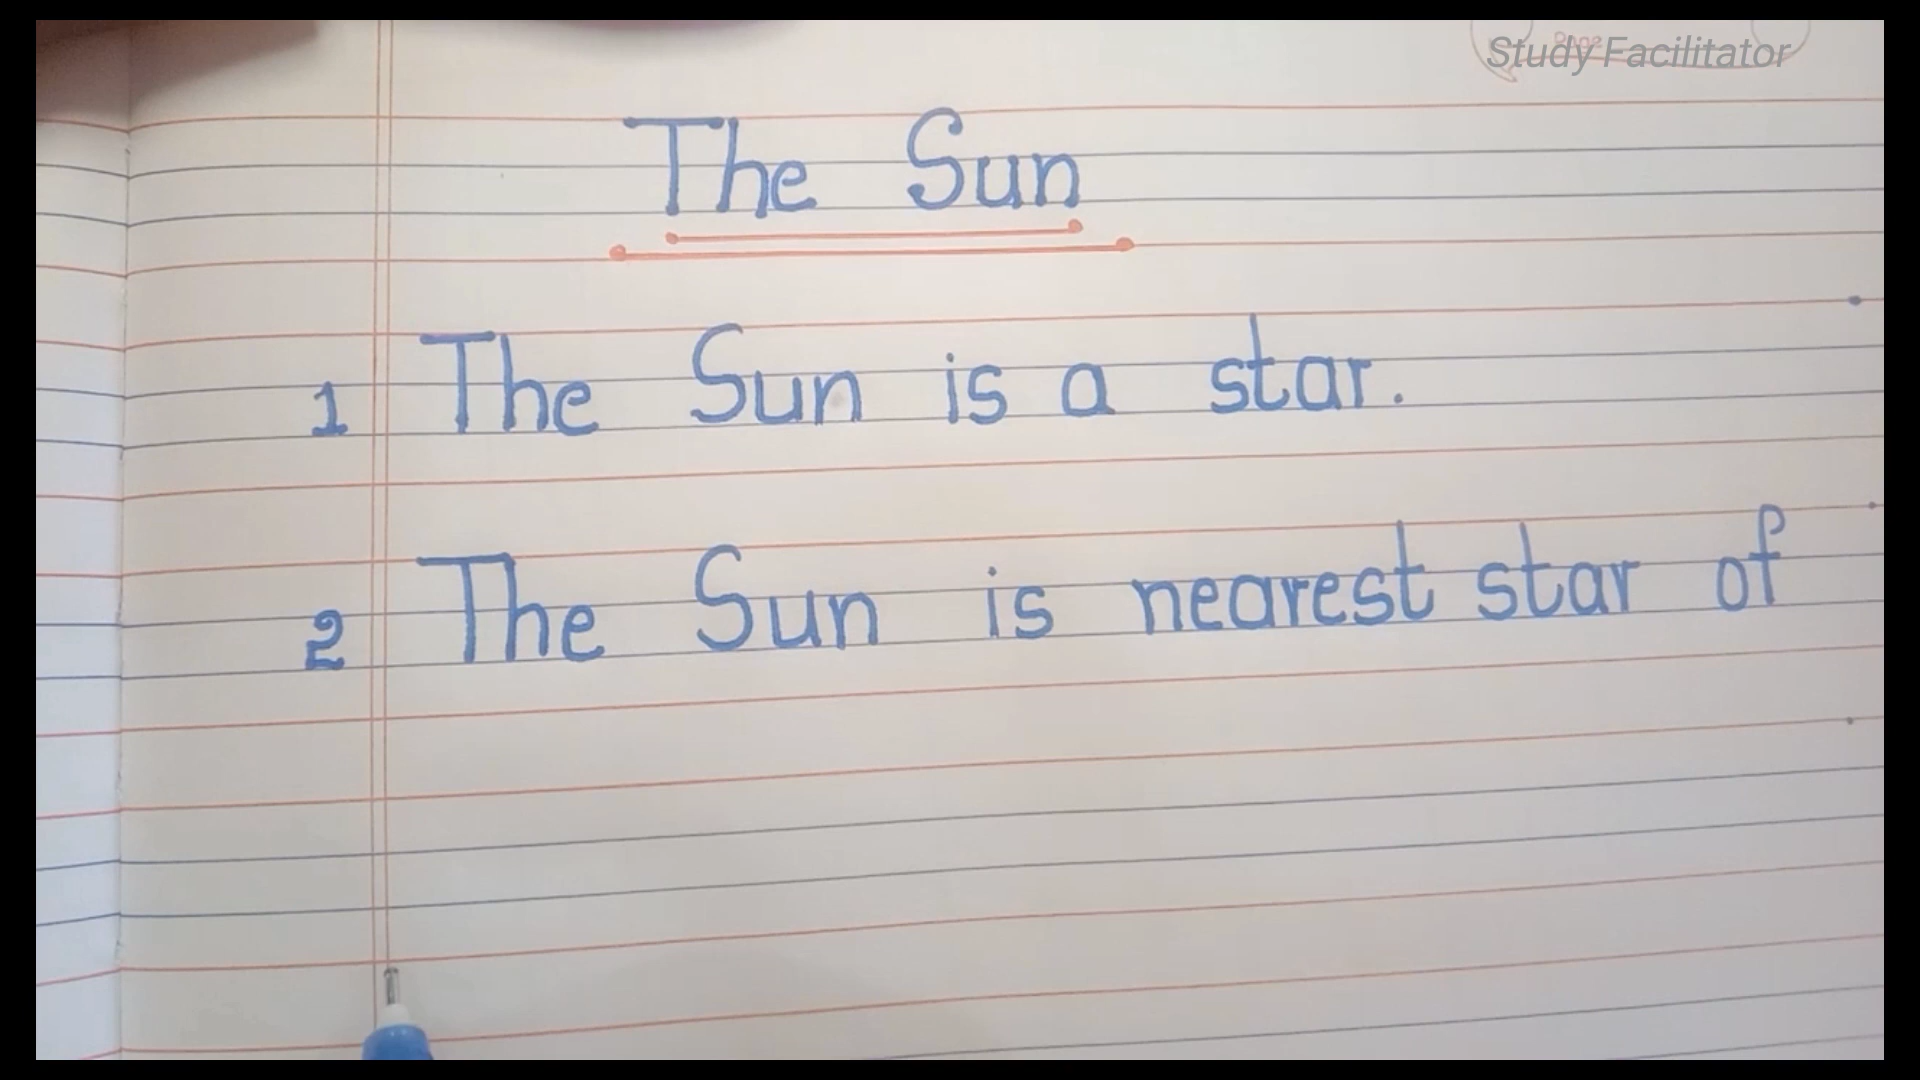 Study Facilitator
The Sun
1 The Sun is a star.
2 The Sun is nearest star of